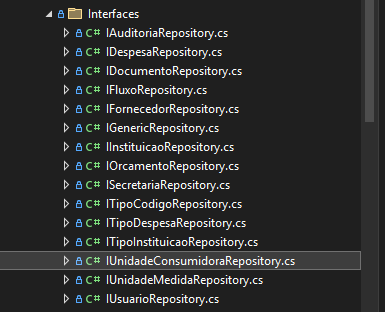 Interfaces
C# IAuditoriaRepository.cs
C# IDespesaRepository.cs
C# IDocumentoRepository.cs
C# IFluxoRepository.cs
C# IFornecedorRepository.cs
C# IGenericRepository.cs
C# IInstituicaoRepository.cs
C# IOrcamentoRepository.cs
C# ISecretariaRepository.cs
C# ITipoCodigoRepository.cs
C# ITipoDespesaRepository.cs
C# ITipoInstituicaoRepository.cs
C# IUnidadeConsumidoraRepository.cs
C# IUnidadeMedidaRepository.cs
C# IUsuarioRepository.cs